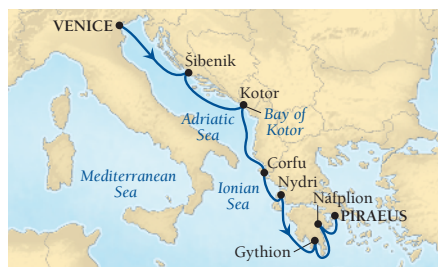 VENICE
Šibenik
Kotor
Bay of
Kotor
Adriatic
Sea
Corfu
Mediterranean
Sea
Ionian
Sea
Nydri
Náfplion
PIRAEUS
Gythion